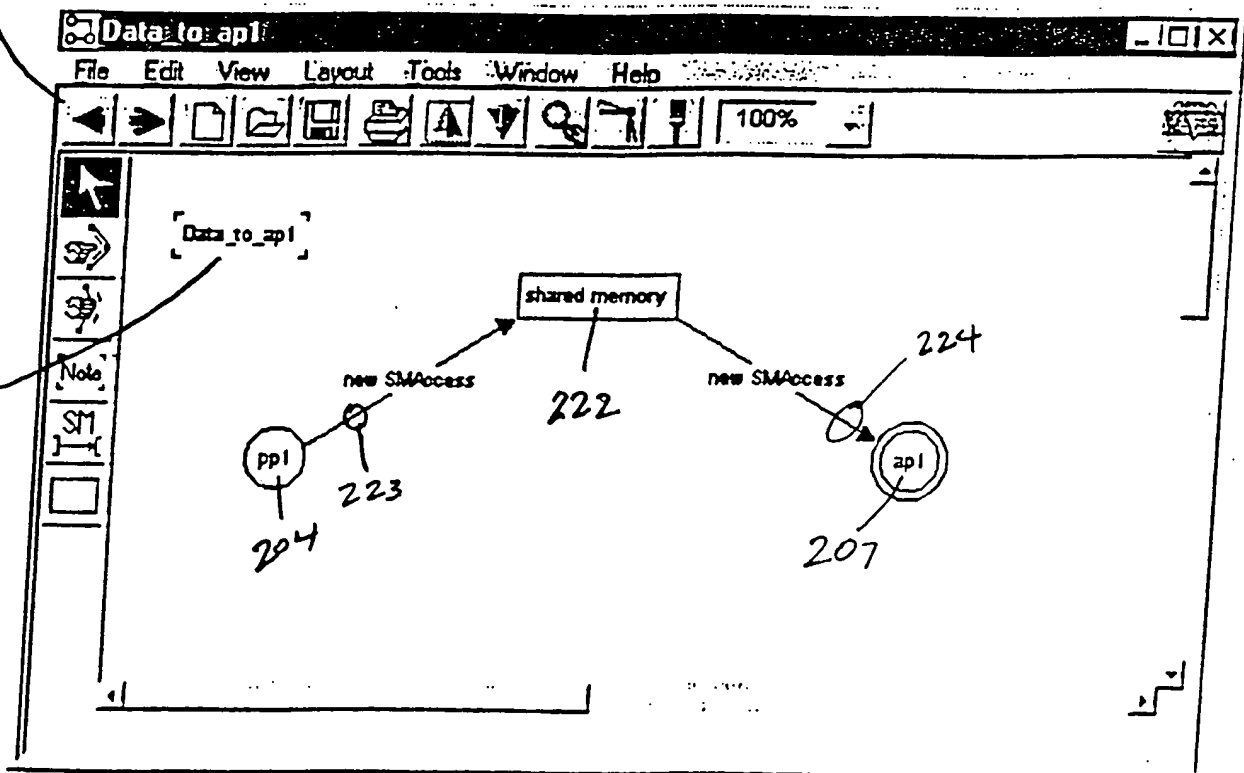 Data_to_ap1
File Edit View Layout Tools Window Help
100%
Data_to_ap1
shared memory
224
Note
new SMAccess
new SMAccess
222
SM
pp1
ap1
223
204
207